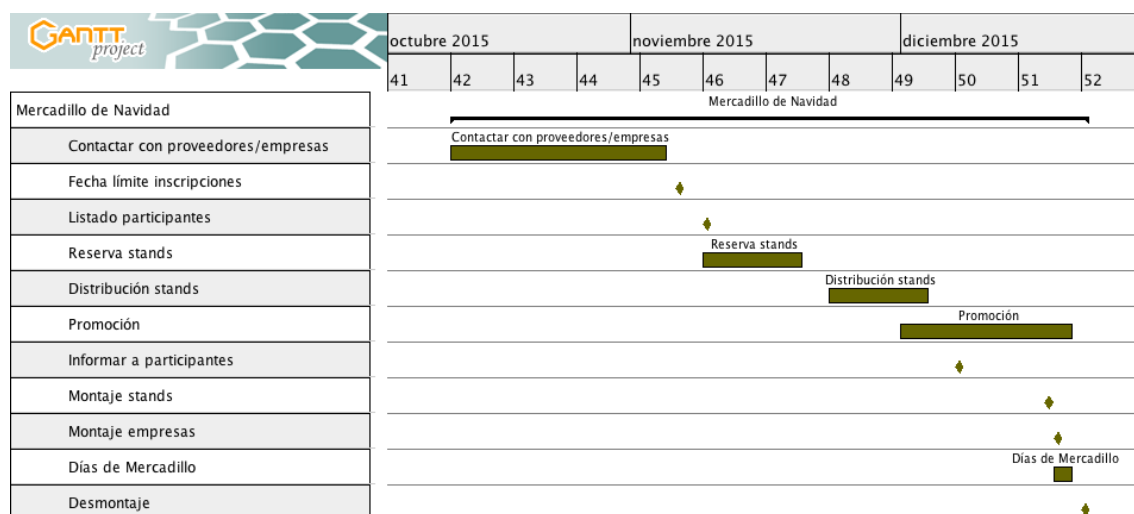 GANTT
project
octubre 2015 noviembre 2015 diciembre 2015
41 42 43 44 45 46 47 48 49 50 51 52
Mercadillo de Navidad Mercadillo de Navidad
Contactar con proveedores/empresas Contactar con proveedores/empresas
Fecha límite inscripciones
Listado participantes
Reserva stands Reserva stands
Distribución stands Distribución stands
Promoción Promoción
Informar a participantes
Montaje stands
Montaje empresas
Días de Mercadillo Días de Mercadillo
Desmontaje